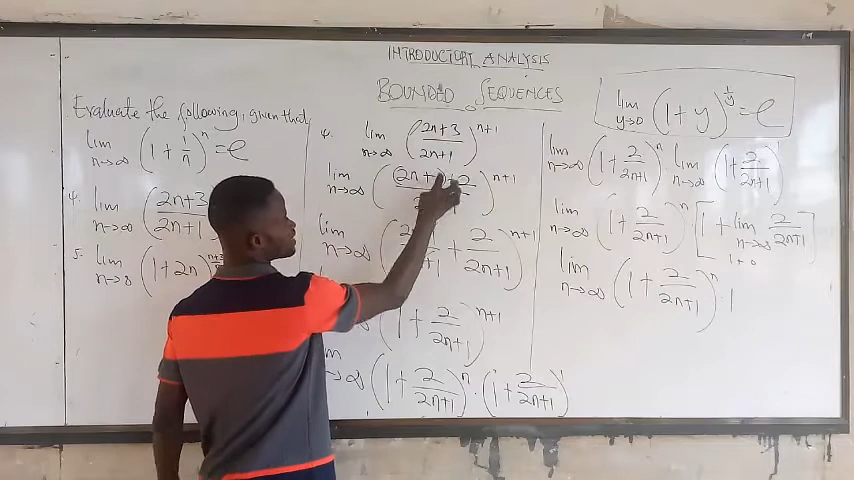 INTRODUCTORY ANALYSIS
BOUNDED SEQUENCES
Evaluate the following, given that
lim n→∞ (1 + 1/n)^n = e
4. lim n→∞ (2n+3 / 2n+1)
5. lim n→0 (1 + 2n)
4. lim n→∞ (2n+3 / 2n+1)^n+1
lim n→∞ (2n+ +2 / 2 )^n+1
lim n→∞ ( + 2/2n+1)^n+1
(1 + 2/2n+1)^n+1
→∞ (1 + 2/2n+1)^n · (1 + 2/2n+1)^1
lim y→0 (1 + y)^1/y = e
lim n→∞ (1 + 2/2n+1)^n lim n→∞ (1 + 2/2n+1)
lim n→∞ (1 + 2/2n+1)^n · [1 + lim n→∞ 2/2n+1]
1 + 0
lim n→∞ (1 + 2/2n+1)^n · 1